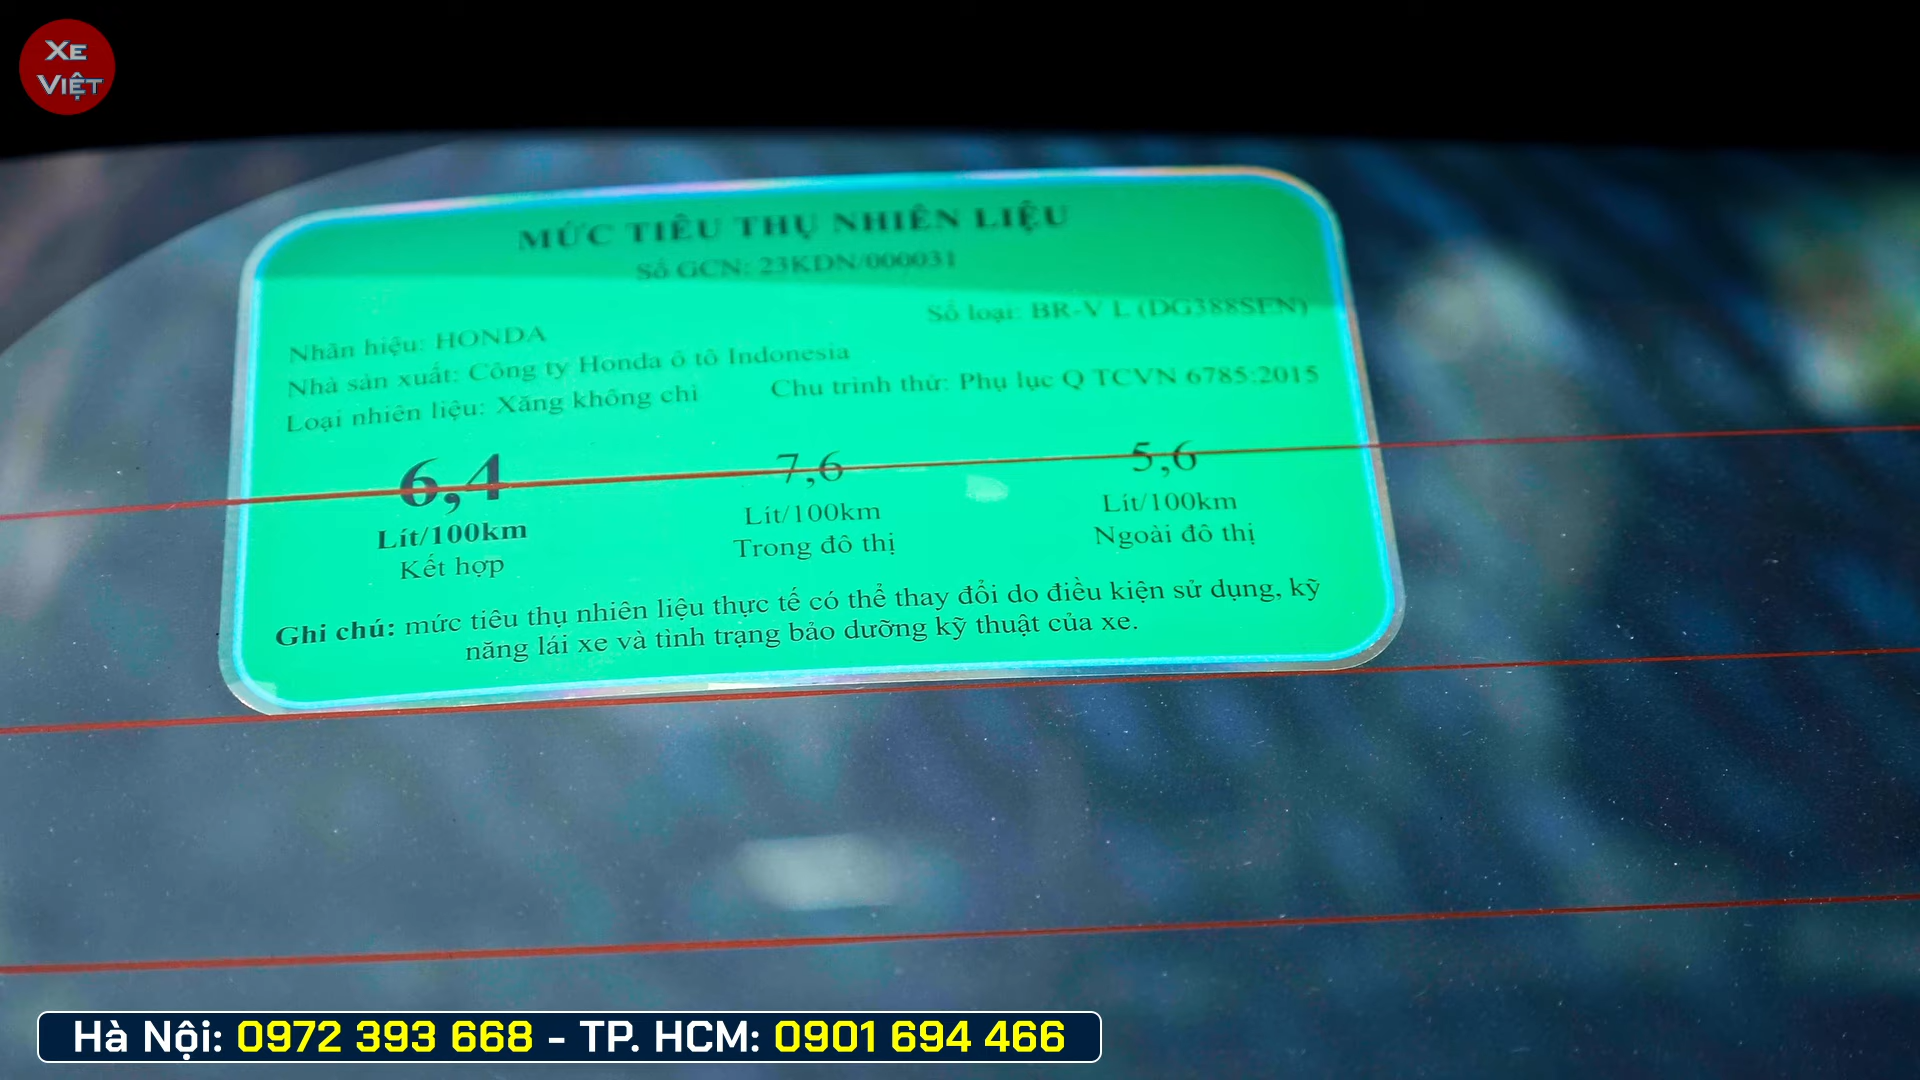 XE
VIỆT
MỨC TIÊU THỤ NHIÊN LIỆU
Số GCN: 23KDN/000031
Nhãn hiệu: HONDA
Số loại: BR-V L (DG388SEN)
Nhà sản xuất: Công ty Honda ô tô Indonesia
Loại nhiên liệu: Xăng không chì
Chu trình thử: Phụ lục Q TCVN 6785:2015
6,4
7,6
5,6
Lít/100km
Lít/100km
Lít/100km
Kết hợp
Trong đô thị
Ngoài đô thị
Ghi chú: mức tiêu thụ nhiên liệu thực tế có thể thay đổi do điều kiện sử dụng, kỹ
năng lái xe và tình trạng bảo dưỡng kỹ thuật của xe.
Hà Nội: 0972 393 668 - TP. HCM: 0901 694 466